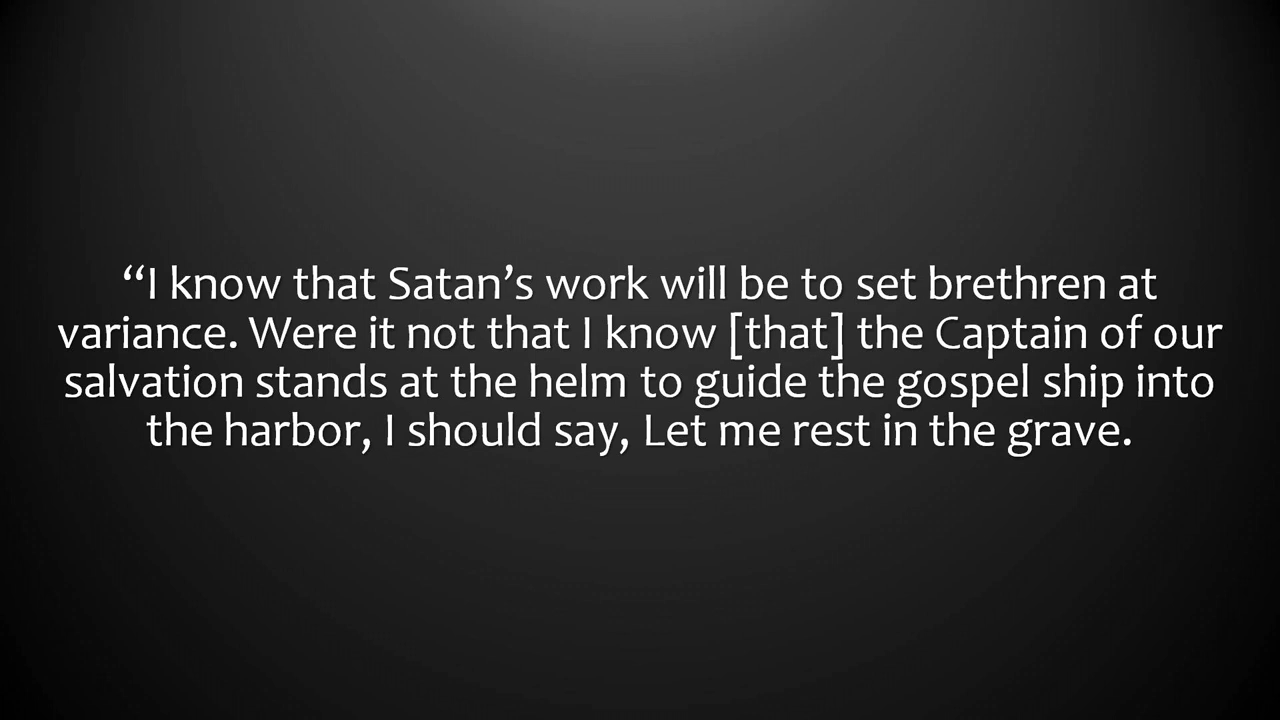 “I know that Satan’s work will be to set brethren at
variance. Were it not that I know [that] the Captain of our
salvation stands at the helm to guide the gospel ship into
the harbor, I should say, Let me rest in the grave.